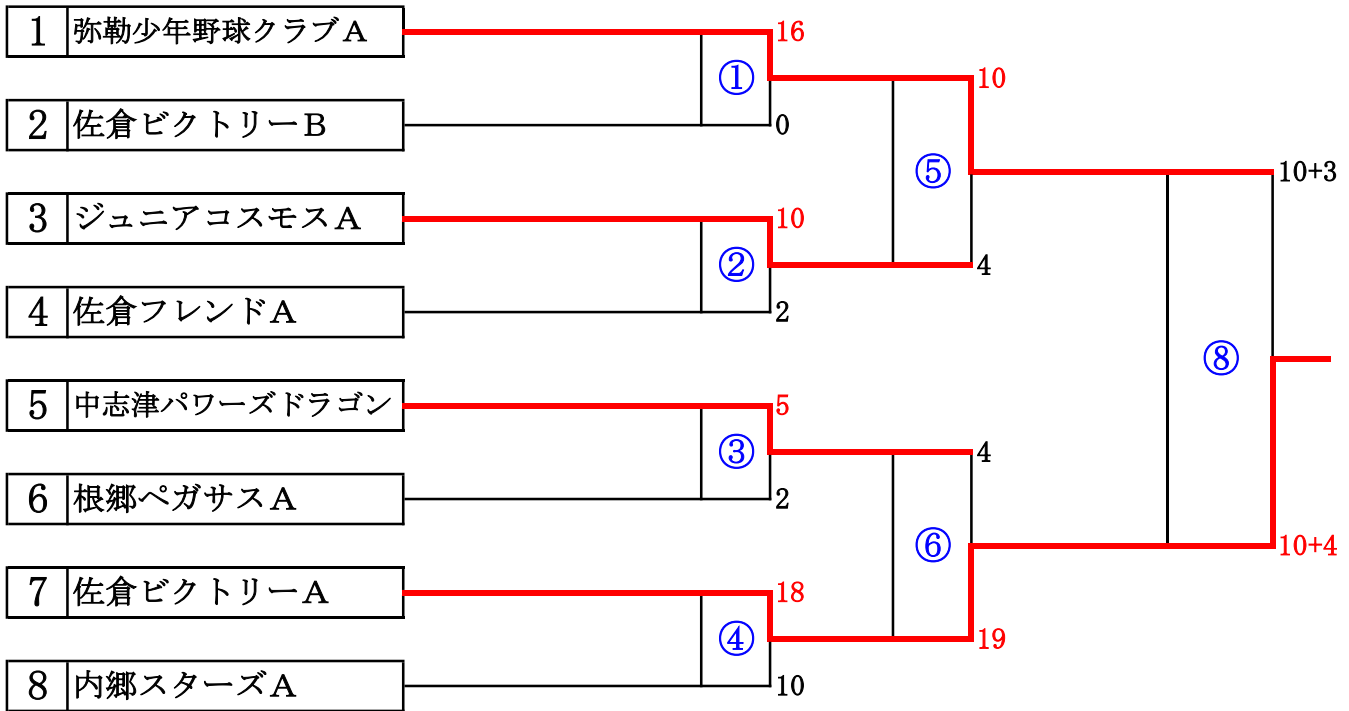 1 弥勒少年野球クラブA 16
① 10
2 佐倉ビクトリーB 0
⑤ 10+3
3 ジュニアコスモスA 10
② 4
4 佐倉フレンドA 2
⑧
5 中志津パワーズドラゴン 5
③ 4
6 根郷ペガサスA 2
⑥ 10+4
7 佐倉ビクトリーA 18
④ 19
8 内郷スターズA 10